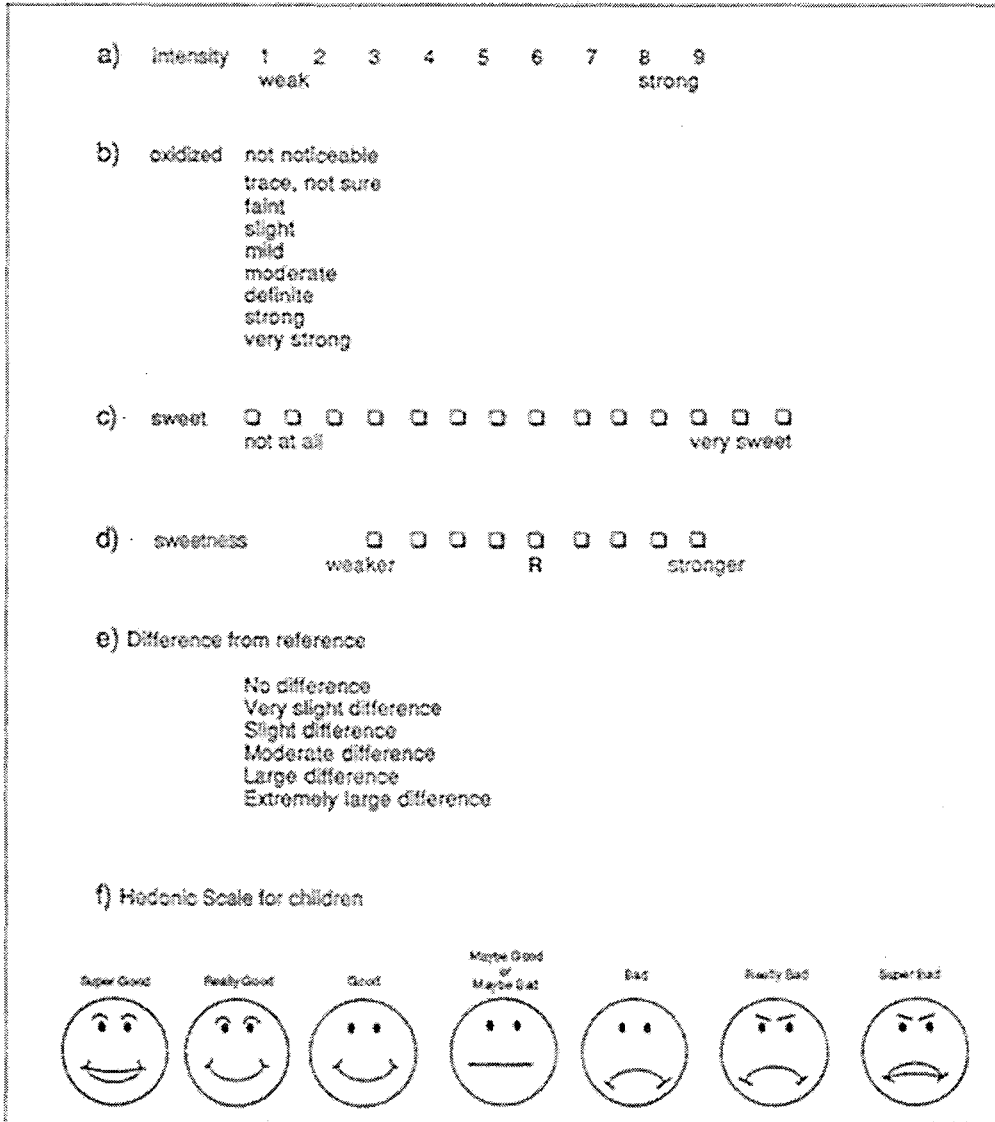 a) Intensity 1 2 3 4 5 6 7 8 9
weak strong
b) oxidized not noticeable
trace, not sure
faint
slight
mild
moderate
definite
strong
very strong
c) sweet
not at all very sweet
d) sweetness
weaker R stronger
e) Difference from reference
No difference
Very slight difference
Slight difference
Moderate difference
Large difference
Extremely large difference
f) Hedonic Scale for children
Super Good Really Good Good Maybe Good or Maybe Bad Bad Really Bad Super Bad